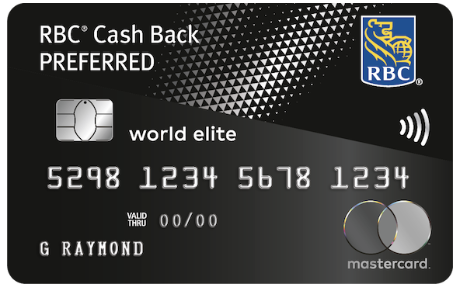 RBC® Cash Back
PREFERRED
RBC®
world elite
5298 1234 5678 1234
VALID
THRU 00/00
G RAYMOND
mastercard.